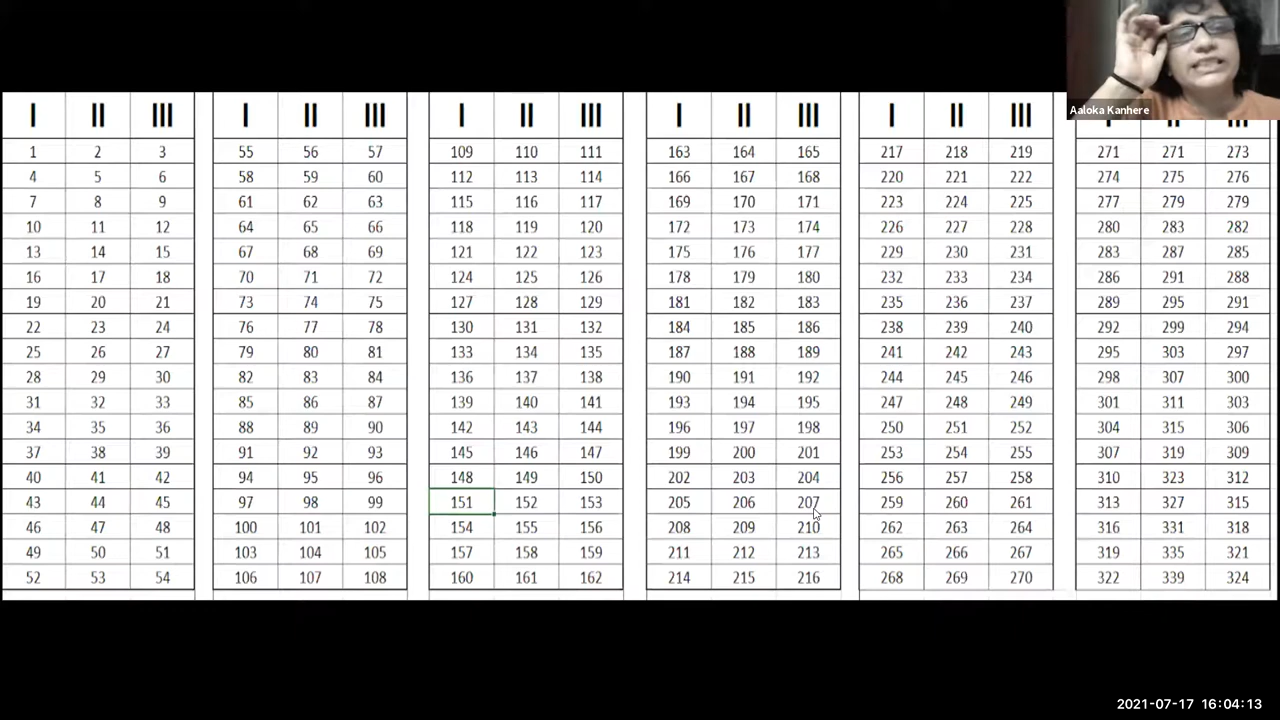 Aaloka Kanhere
I II III I II III I II III I II III I II III I II III
1 2 3 55 56 57 109 110 111 163 164 165 217 218 219 271 271 273
4 5 6 58 59 60 112 113 114 166 167 168 220 221 222 274 275 276
7 8 9 61 62 63 115 116 117 169 170 171 223 224 225 277 279 279
10 11 12 64 65 66 118 119 120 172 173 174 226 227 228 280 283 282
13 14 15 67 68 69 121 122 123 175 176 177 229 230 231 283 287 285
16 17 18 70 71 72 124 125 126 178 179 180 232 233 234 286 291 288
19 20 21 73 74 75 127 128 129 181 182 183 235 236 237 289 295 291
22 23 24 76 77 78 130 131 132 184 185 186 238 239 240 292 299 294
25 26 27 79 80 81 133 134 135 187 188 189 241 242 243 295 303 297
28 29 30 82 83 84 136 137 138 190 191 192 244 245 246 298 307 300
31 32 33 85 86 87 139 140 141 193 194 195 247 248 249 301 311 303
34 35 36 88 89 90 142 143 144 196 197 198 250 251 252 304 315 306
37 38 39 91 92 93 145 146 147 199 200 201 253 254 255 307 319 309
40 41 42 94 95 96 148 149 150 202 203 204 256 257 258 310 323 312
43 44 45 97 98 99 151 152 153 205 206 207 259 260 261 313 327 315
46 47 48 100 101 102 154 155 156 208 209 210 262 263 264 316 331 318
49 50 51 103 104 105 157 158 159 211 212 213 265 266 267 319 335 321
52 53 54 106 107 108 160 161 162 214 215 216 268 269 270 322 339 324
2021-07-17 16:04:13